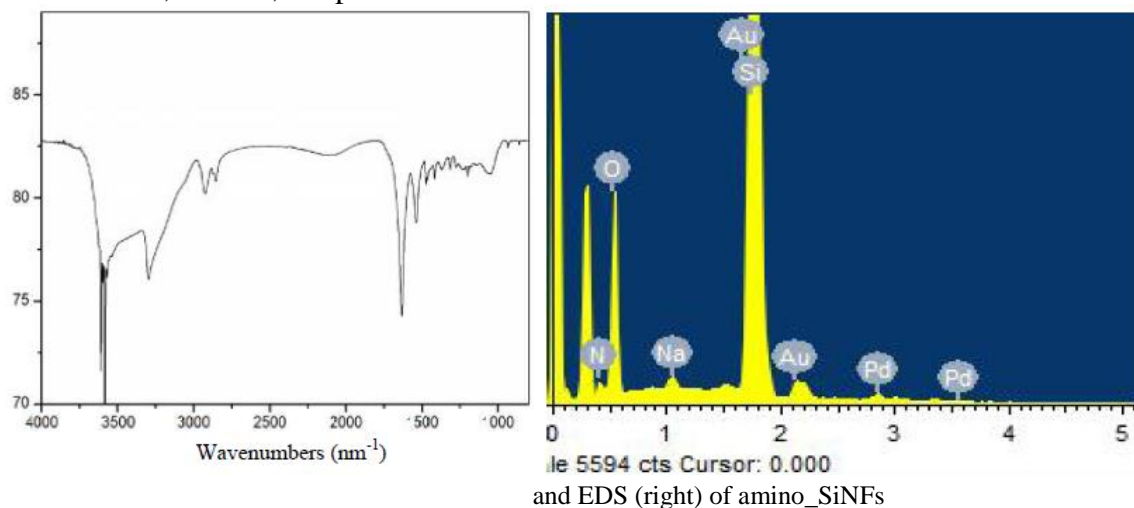 85
80
75
70
4000 3500 3000 2500 2000 1500 1000
Wavenumbers (nm⁻¹)
Au
Si
O
N
Na
Au
Pd
Pd
0 1 2 3 4 5
le 5594 cts Cursor: 0.000
and EDS (right) of amino_SiNFs